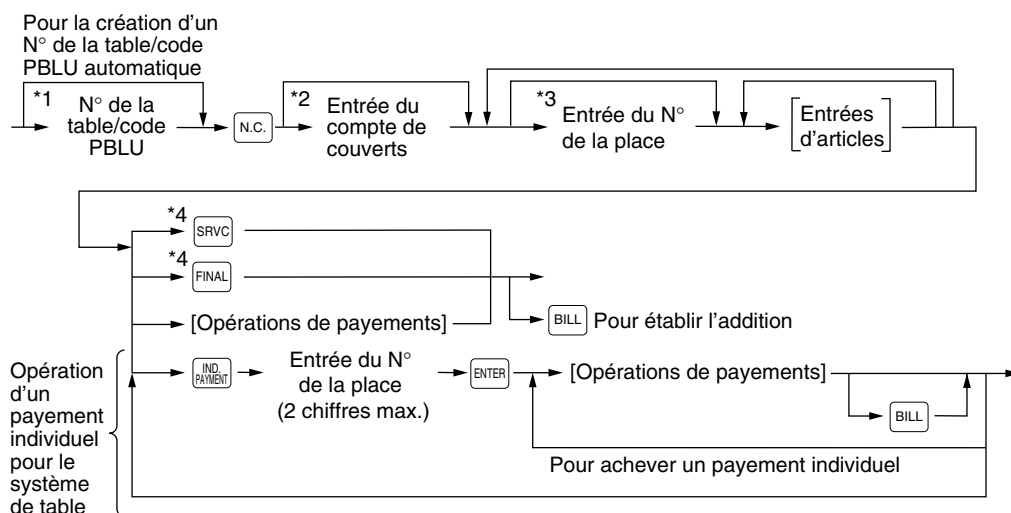 Pour la création d'un
N° de la table/code
PBLU automatique
*1
N° de la
table/code
PBLU
N.C.
*2
Entrée du
compte de
couverts
*3
Entrée du N°
de la place
[Entrées
d'articles]
*4
SRVC
*4
FINAL
[Opérations de payements]
BILL
Pour établir l'addition
Opération
d'un
payement
individuel
pour le
système
de table
IND.
PAYMENT
Entrée du N°
de la place
(2 chiffres max.)
ENTER
[Opérations de payements]
BILL
Pour achever un payement individuel